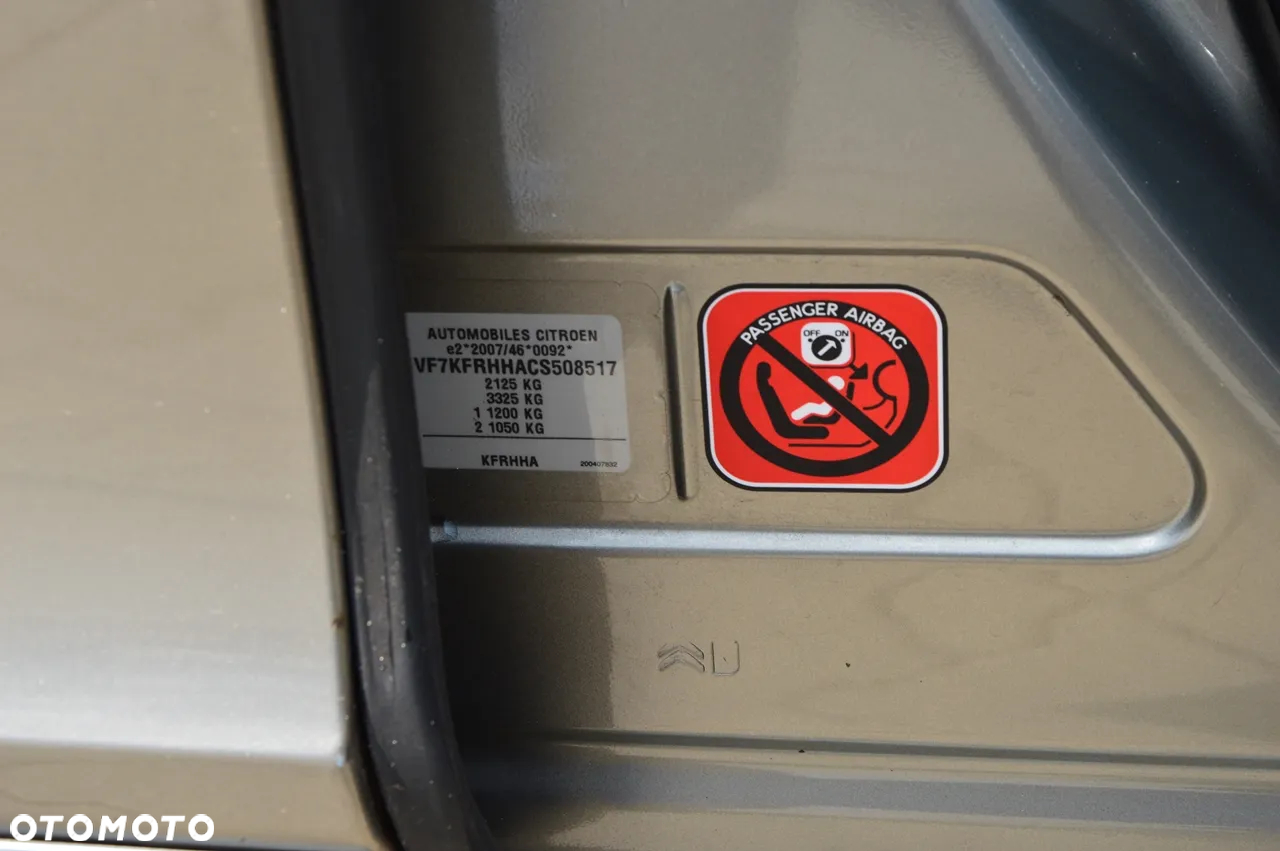 AUTOMOBILES CITROEN
e2*2007/46*0092*
VF7KFRHHACS508517
2125 KG
3325 KG
1 1200 KG
2 1050 KG
KFRHHA
PASSENGER AIRBAG
OFF ON
OTOMOTO